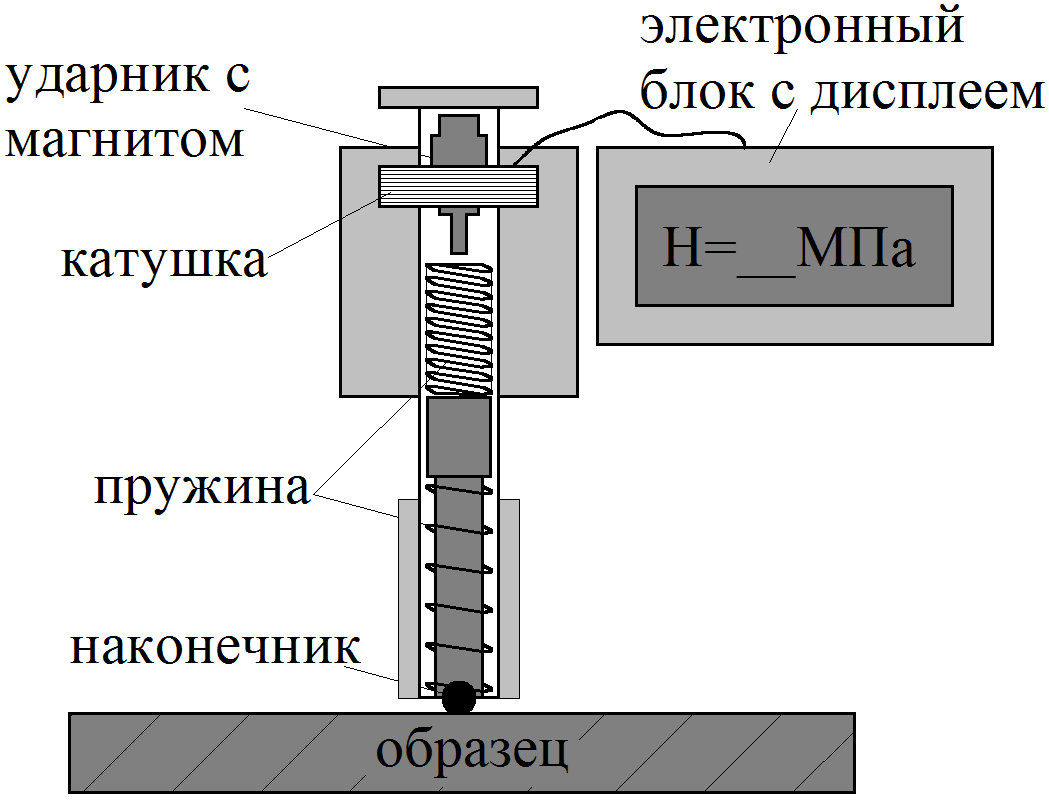 ударник с
магнитом
электронный
блок с дисплеем
катушка
H=__МПа
пружина
наконечник
образец